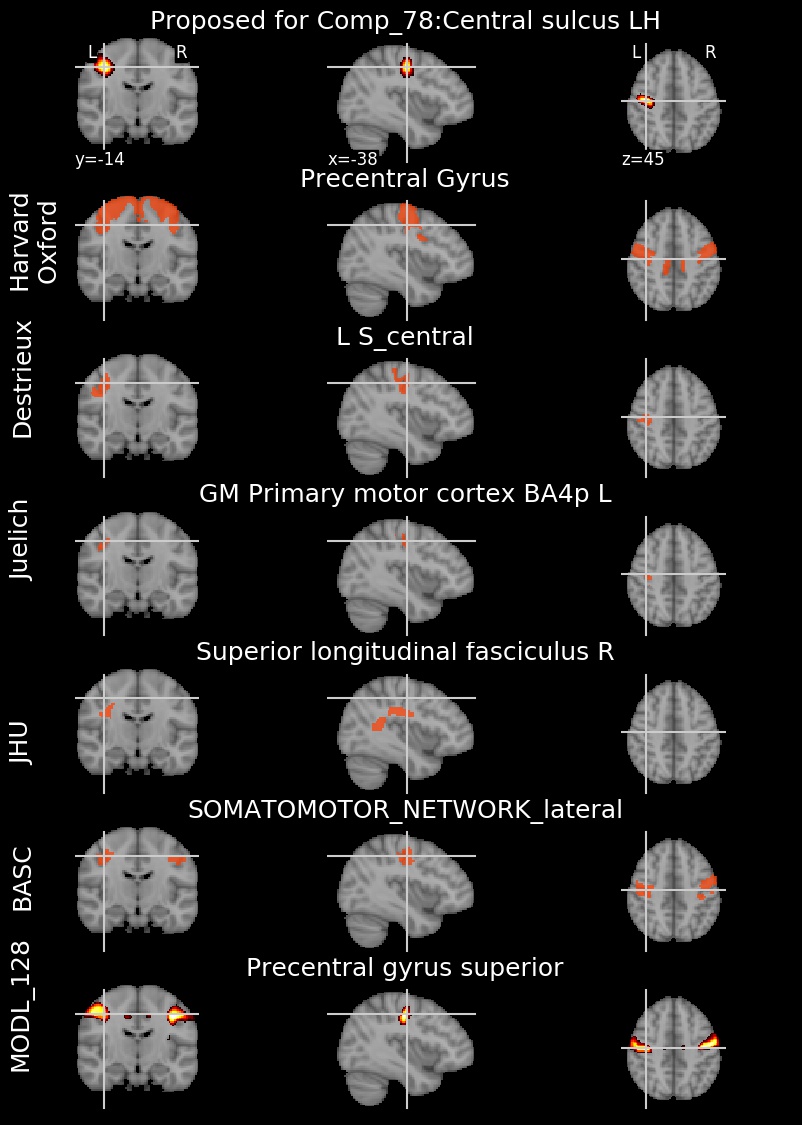 Proposed for Comp_78:Central sulcus LH
L R
L R
y=-14
x=-38
z=45
Precentral Gyrus
Harvard
Oxford
L S_central
Destrieux
GM Primary motor cortex BA4p L
Juelich
Superior longitudinal fasciculus R
JHU
SOMATOMOTOR_NETWORK_lateral
BASC
Precentral gyrus superior
MODL_128